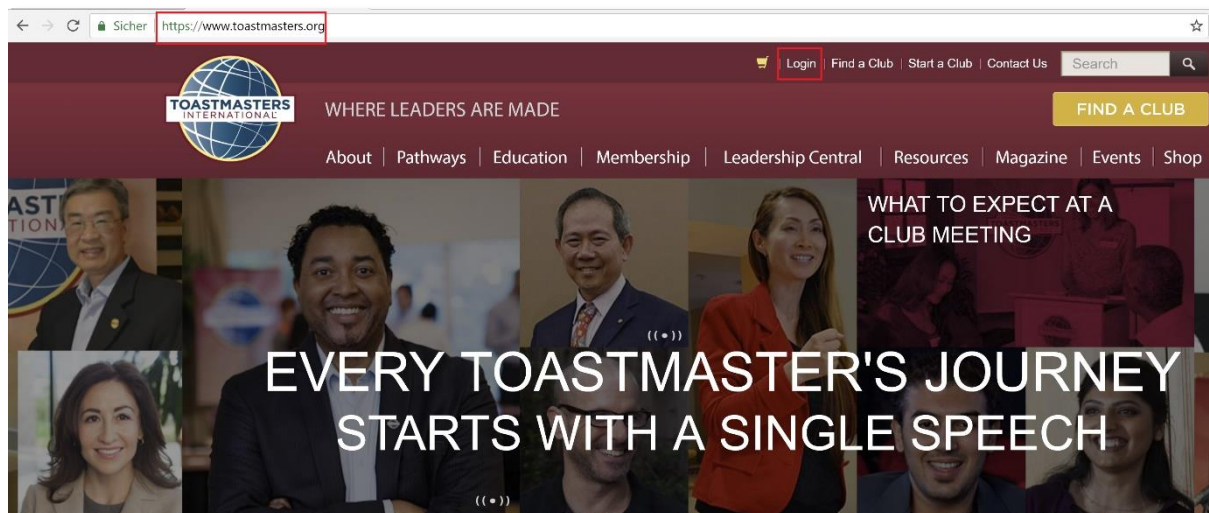 Sicher | https://www.toastmasters.org
| Login | Find a Club | Start a Club | Contact Us Search
TOASTMASTERS
INTERNATIONAL
WHERE LEADERS ARE MADE
FIND A CLUB
About | Pathways | Education | Membership | Leadership Central | Resources | Magazine | Events | Shop
WHAT TO EXPECT AT A
CLUB MEETING
((•))
EVERY TOASTMASTER'S JOURNEY
STARTS WITH A SINGLE SPEECH
((•))